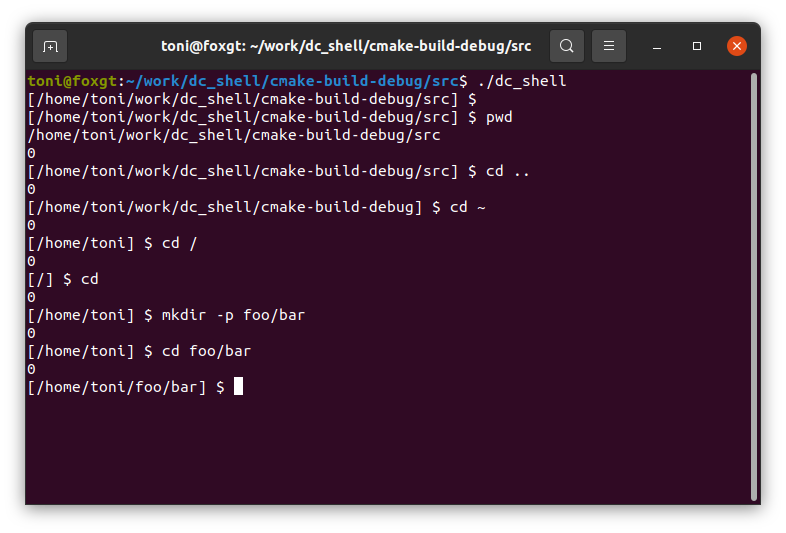 toni@foxgt: ~/work/dc_shell/cmake-build-debug/src
toni@foxgt:~/work/dc_shell/cmake-build-debug/src$ ./dc_shell
[/home/toni/work/dc_shell/cmake-build-debug/src] $
[/home/toni/work/dc_shell/cmake-build-debug/src] $ pwd
/home/toni/work/dc_shell/cmake-build-debug/src
0
[/home/toni/work/dc_shell/cmake-build-debug/src] $ cd ..
0
[/home/toni/work/dc_shell/cmake-build-debug] $ cd ~
0
[/home/toni] $ cd /
0
[/] $ cd
0
[/home/toni] $ mkdir -p foo/bar
0
[/home/toni] $ cd foo/bar
0
[/home/toni/foo/bar] $